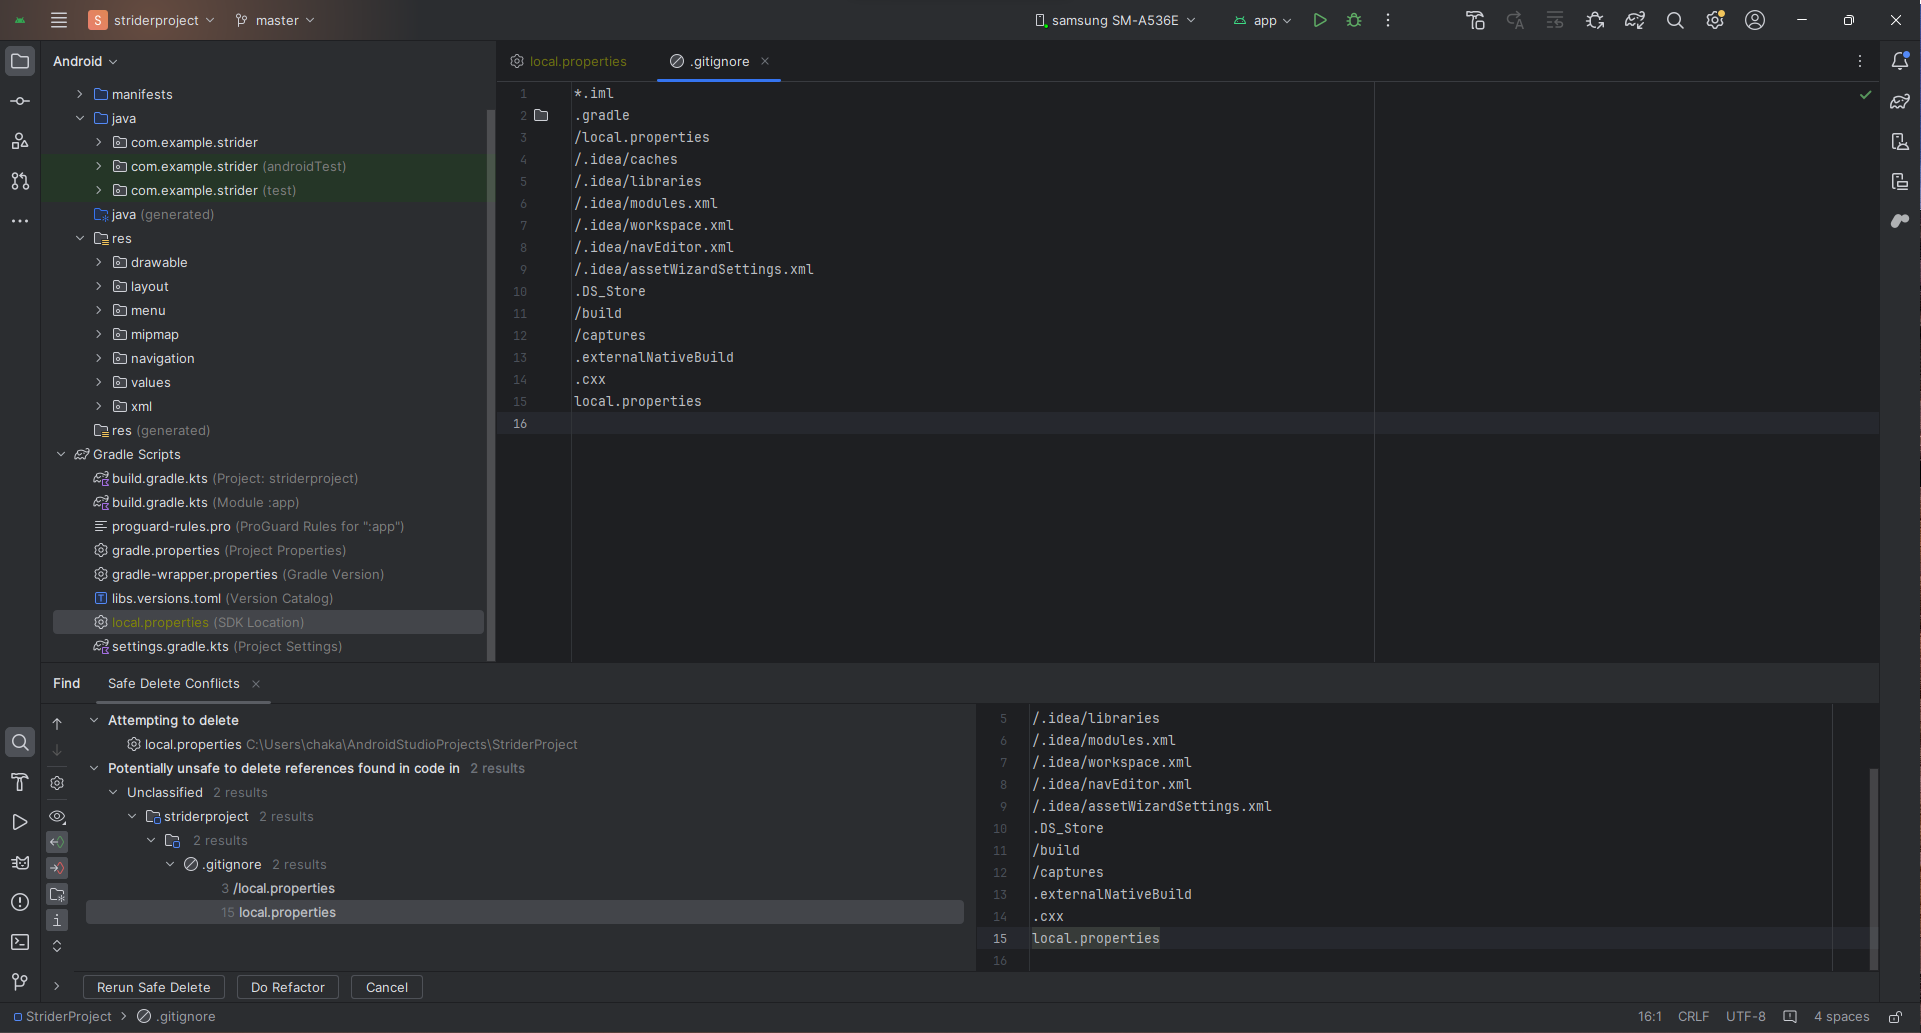 S striderproject master samsung SM-A536E app
Android
manifests
java
com.example.strider
com.example.strider (androidTest)
com.example.strider (test)
java (generated)
res
drawable
layout
menu
mipmap
navigation
values
xml
res (generated)
Gradle Scripts
build.gradle.kts (Project: striderproject)
build.gradle.kts (Module :app)
proguard-rules.pro (ProGuard Rules for ":app")
gradle.properties (Project Properties)
gradle-wrapper.properties (Gradle Version)
libs.versions.toml (Version Catalog)
local.properties (SDK Location)
settings.gradle.kts (Project Settings)
local.properties .gitignore
1 *.iml
2 .gradle
3 /local.properties
4 /.idea/caches
5 /.idea/libraries
6 /.idea/modules.xml
7 /.idea/workspace.xml
8 /.idea/navEditor.xml
9 /.idea/assetWizardSettings.xml
10 .DS_Store
11 /build
12 /captures
13 .externalNativeBuild
14 .cxx
15 local.properties
16
Find Safe Delete Conflicts
Attempting to delete
local.properties C:\Users\chaka\AndroidStudioProjects\StriderProject
Potentially unsafe to delete references found in code in 2 results
Unclassified 2 results
striderproject 2 results
2 results
.gitignore 2 results
3 /local.properties
15 local.properties
5 /.idea/libraries
6 /.idea/modules.xml
7 /.idea/workspace.xml
8 /.idea/navEditor.xml
9 /.idea/assetWizardSettings.xml
10 .DS_Store
11 /build
12 /captures
13 .externalNativeBuild
14 .cxx
15 local.properties
16
Rerun Safe Delete Do Refactor Cancel
StriderProject .gitignore 16:1 CRLF UTF-8 4 spaces